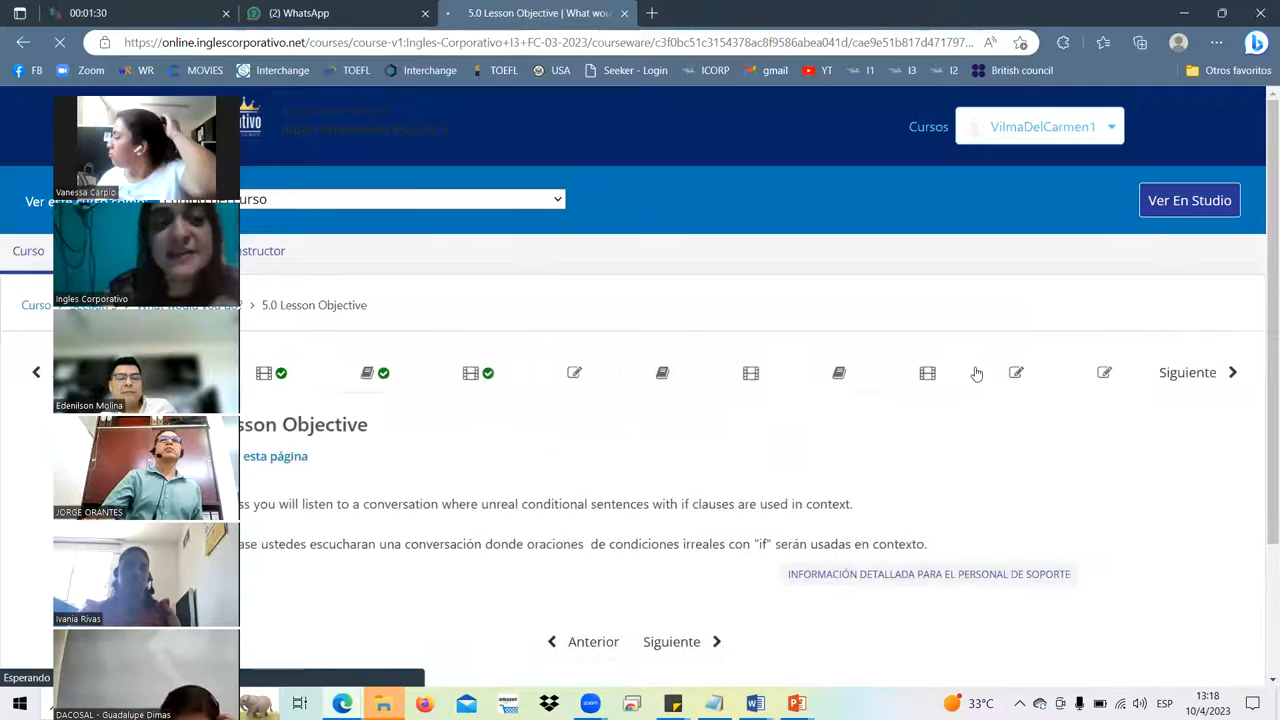 00:30
5.0 Lesson Objective | What wou
https://online.inglescorporativo.net/courses/course-v1:Ingles-Corporativo+I3+FC-03-2023/courseware/c3f0bc51c3154378ac8f9586abea041d/cae9e51b817d471797...
FB
Zoom
WR
MOVIES
Interchange
TOEFL
Interchange
TOEFL
USA
Seeker - Login
ICORP
gmail
YT
I1
I3
I2
British council
Otros favoritos
ativo
Cursos
VilmaDelCarmen1
Ver este curso como:
urso
Ver En Studio
Curso
nstructor
Curso
5.0 Lesson Objective
Siguiente
sson Objective
esta página
ss you will listen to a conversation where unreal conditional sentences with if clauses are used in context.
ase ustedes escucharan una conversación donde oraciones de condiciones irreales con "if" serán usadas en contexto.
INFORMACIÓN DETALLADA PARA EL PERSONAL DE SOPORTE
Anterior
Siguiente
Esperando
Vanessa Carpio
Ingles Corporativo
Edenilson Molina
JORGE ORANTES
Ivania Rivas
DACOSAL - Guadalupe Dimas
33°C
ESP
13:18
10/4/2023